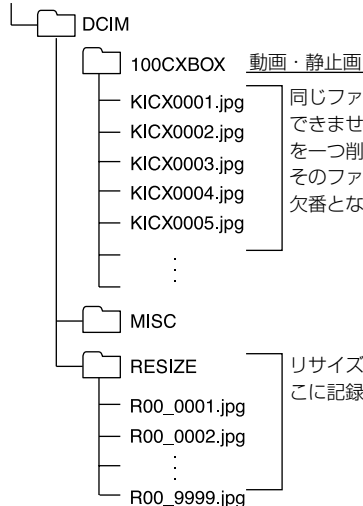 DCIM
100CXBOX 動画・静止画
KICX0001.jpg
KICX0002.jpg
KICX0003.jpg
KICX0004.jpg
KICX0005.jpg
同じファ
できませ
を一つ削
そのファ
欠番とな
MISC
RESIZE
R00_0001.jpg
R00_0002.jpg
R00_9999.jpg
リサイズ
こに記録